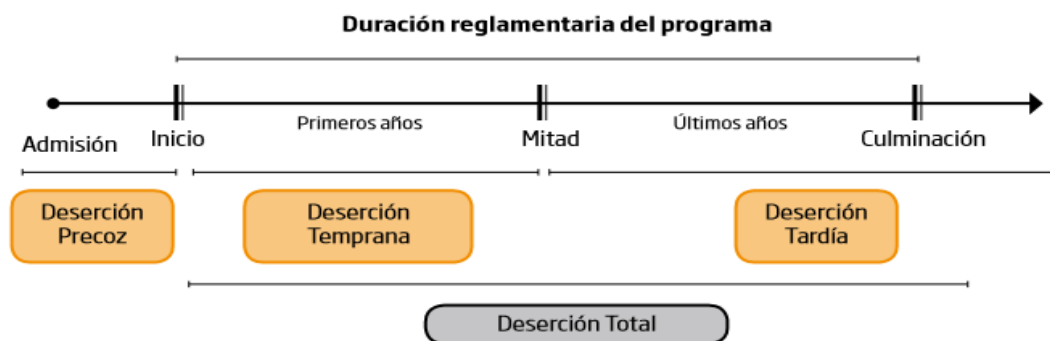 Duración reglamentaria del programa
Admisión
Inicio
Primeros años
Mitad
Últimos años
Culminación
Deserción
Precoz
Deserción
Temprana
Deserción
Tardía
Deserción Total